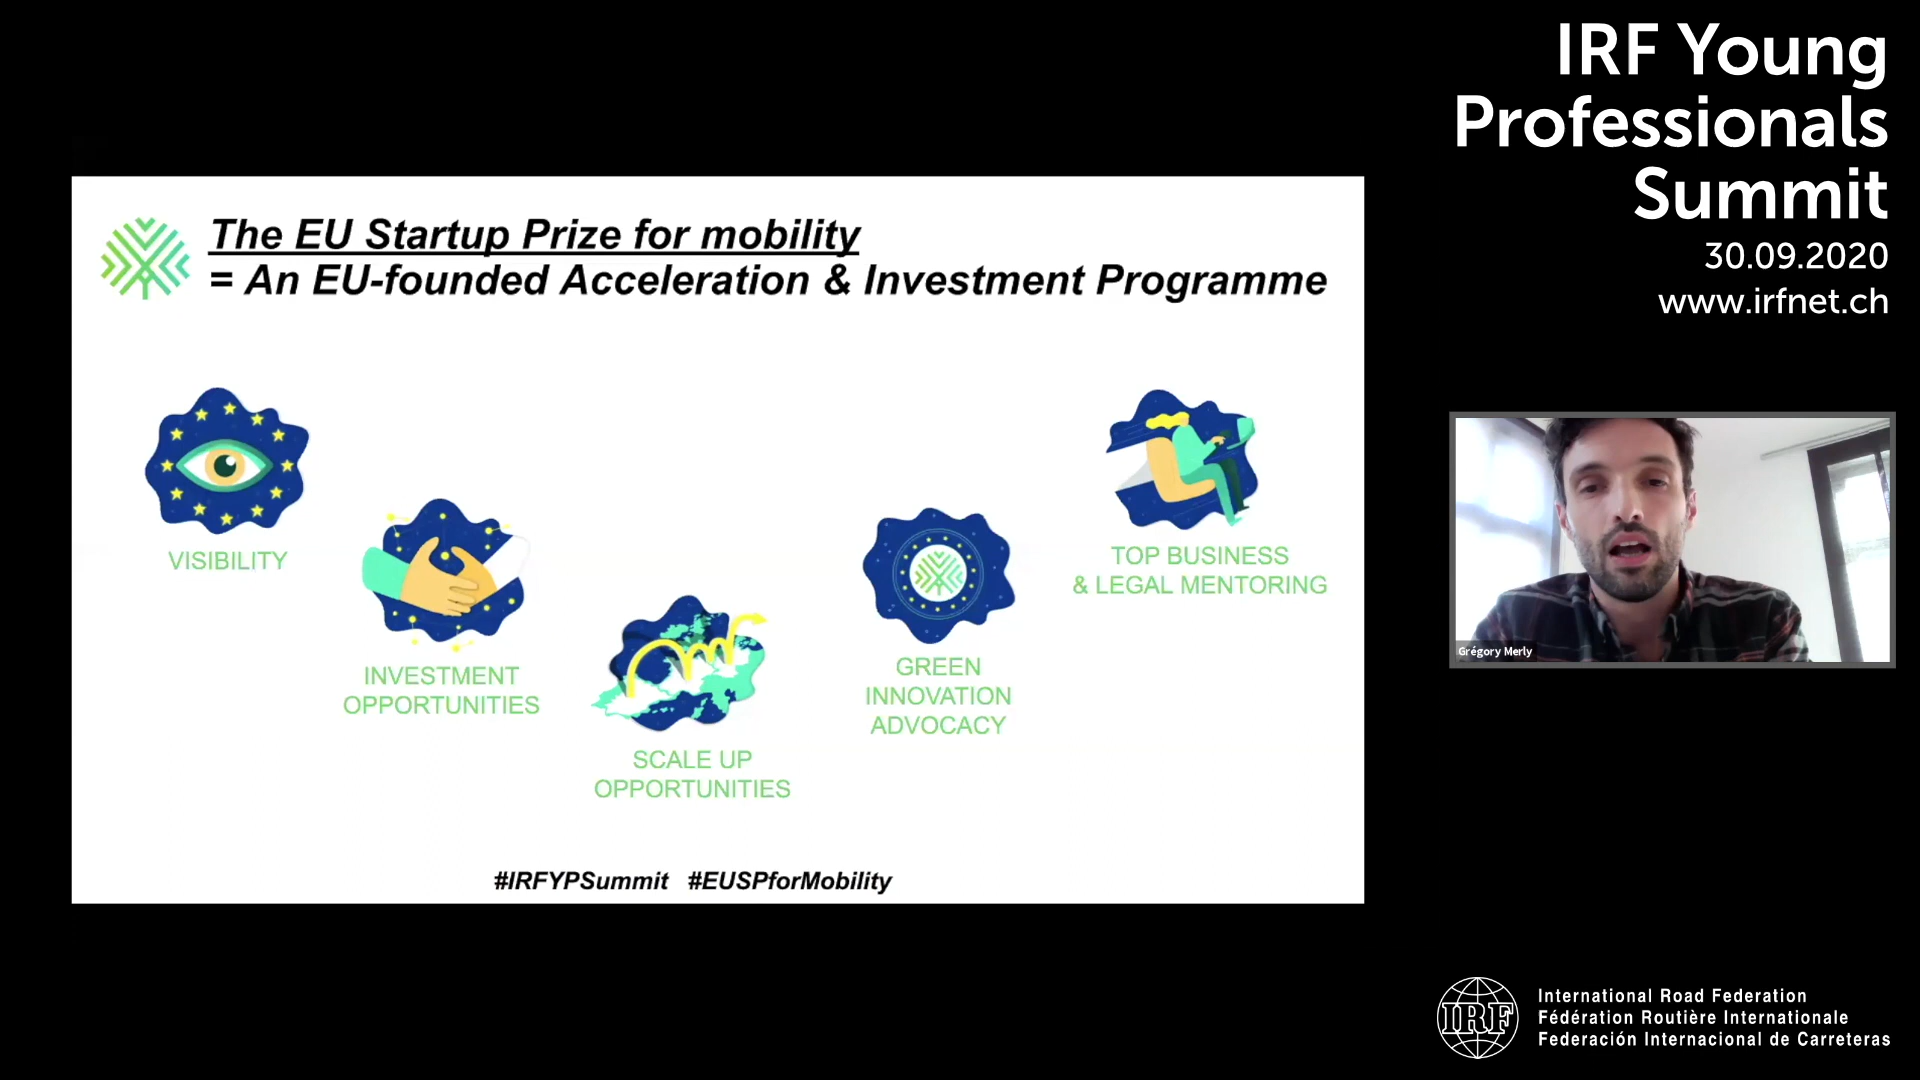 IRF Young
Professionals
Summit
30.09.2020
www.irfnet.ch
The EU Startup Prize for mobility
= An EU-founded Acceleration & Investment Programme
VISIBILITY
INVESTMENT
OPPORTUNITIES
SCALE UP
OPPORTUNITIES
GREEN
INNOVATION
ADVOCACY
TOP BUSINESS
& LEGAL MENTORING
#IRFYPSummit #EUSPforMobility
Grégory Merly
IRF
International Road Federation
Fédération Routière Internationale
Federación Internacional de Carreteras